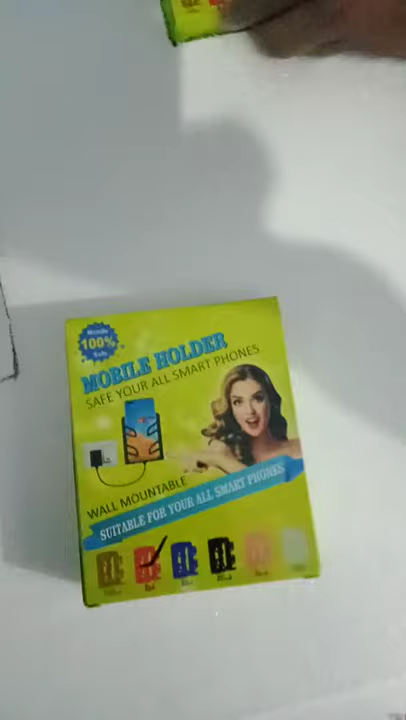 Mobile
100%
Safe
MOBILE HOLDER
SAFE YOUR ALL SMART PHONES
WALL MOUNTABLE
SUITABLE FOR YOUR ALL SMART PHONES
Red
Blue
Black